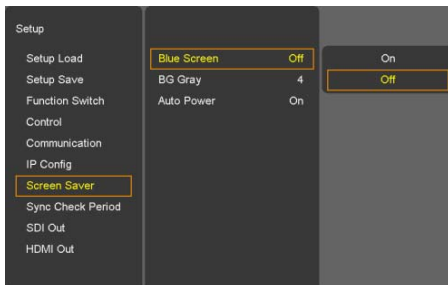 Setup
Setup Load
Setup Save
Function Switch
Control
Communication
IP Config
Screen Saver
Sync Check Period
SDI Out
HDMI Out
Blue Screen Off
BG Gray 4
Auto Power On
On
Off